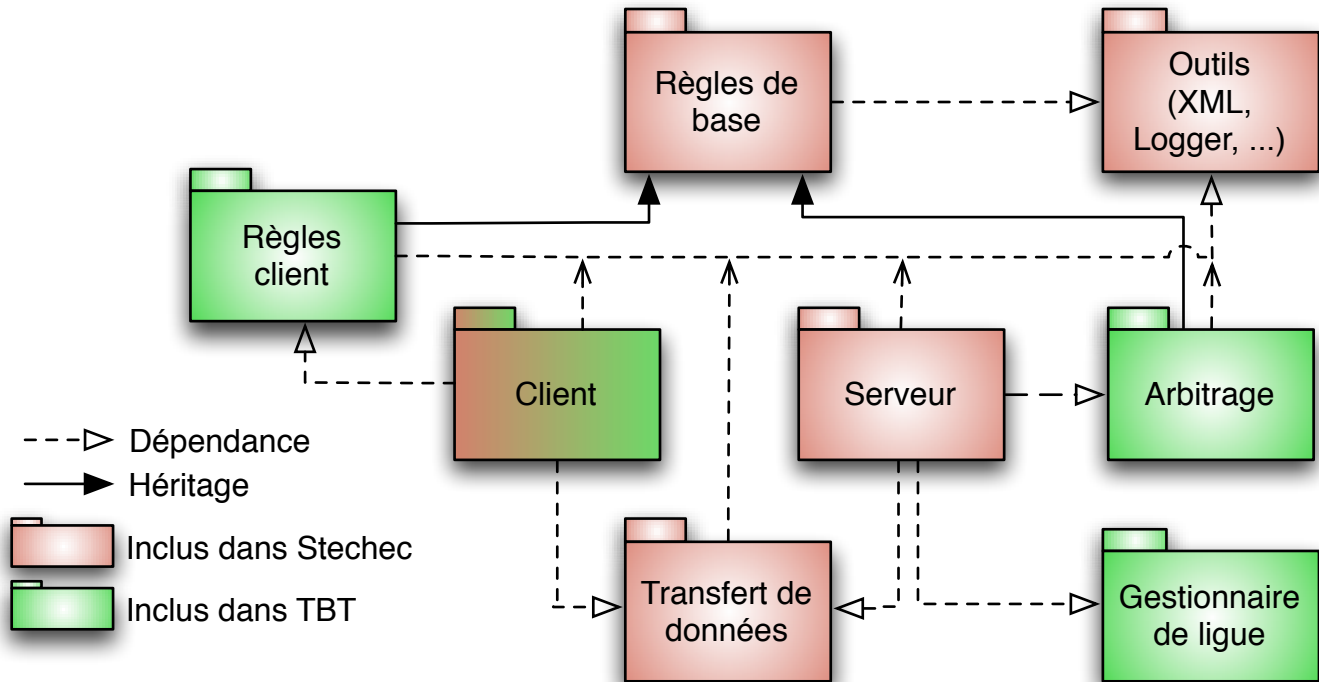 Règles de
base
Outils
(XML,
Logger, ...)
Règles
client
Client
Serveur
Arbitrage
Dépendance
Héritage
Inclus dans Stechec
Inclus dans TBT
Transfert de
données
Gestionnaire
de ligue